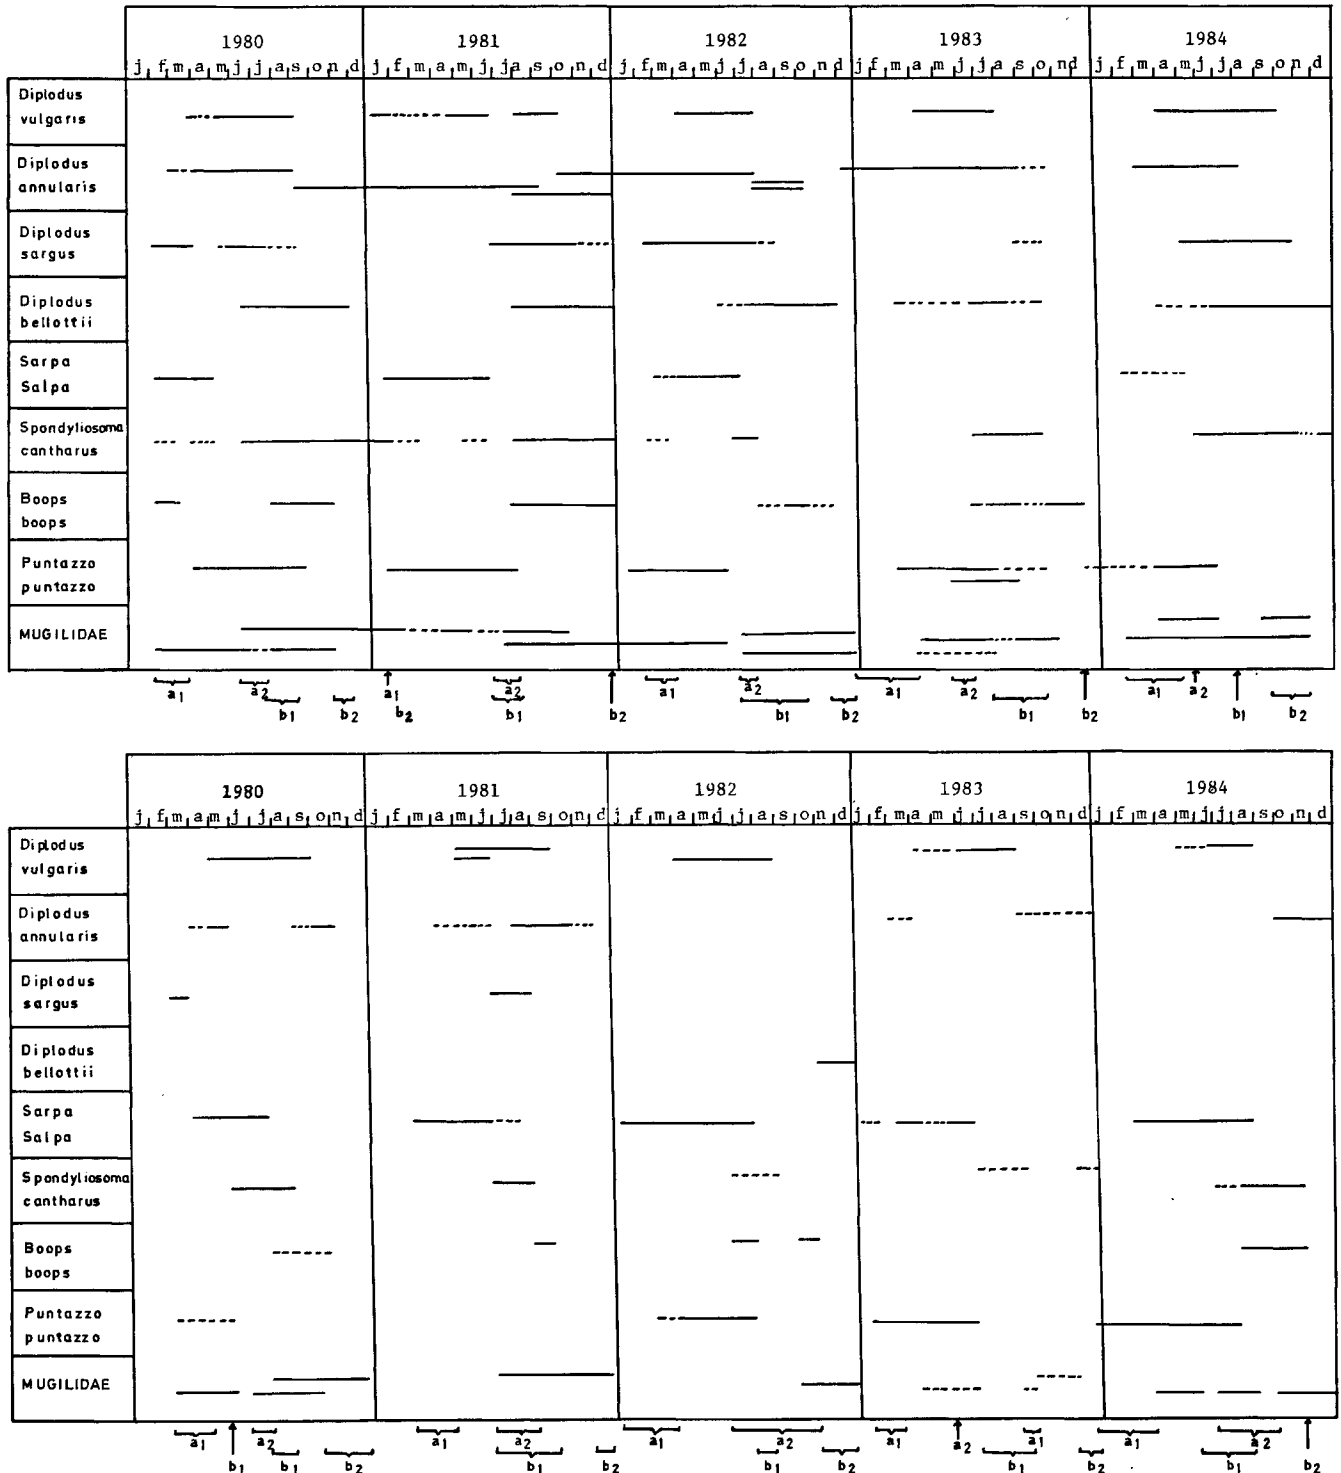 1980 1981 1982 1983 1984
j f m a m j j a s o n d j f m a m j j a s o n d j f m a m j j a s o n d j f m a m j j a s o n d j f m a m j j a s o n d
Diplodus
vulgaris
Diplodus
annularis
Diplodus
sargus
Diplodus
bellottii
Sarpa
Salpa
Spondyliosoma
cantharus
Boops
boops
Puntazzo
puntazzo
MUGILIDAE
a1 a2 a1 a2 a1 a2 a1 a2 a1 a2
b1 b2 b2 b1 b2 b1 b2 b1 b2 b1 b2
1980 1981 1982 1983 1984
j f m a m j j a s o n d j f m a m j j a s o n d j f m a m j j a s o n d j f m a m j j a s o n d j f m a m j j a s o n d
Diplodus
vulgaris
Diplodus
annularis
Diplodus
sargus
Diplodus
bellottii
Sarpa
Salpa
Spondyliosoma
cantharus
Boops
boops
Puntazzo
puntazzo
MUGILIDAE
a1 a2 a1 a2 a1 a2 a1 a2 a1 a1 a2
b1 b1 b2 b1 b2 b1 b2 b1 b2 b1 b2